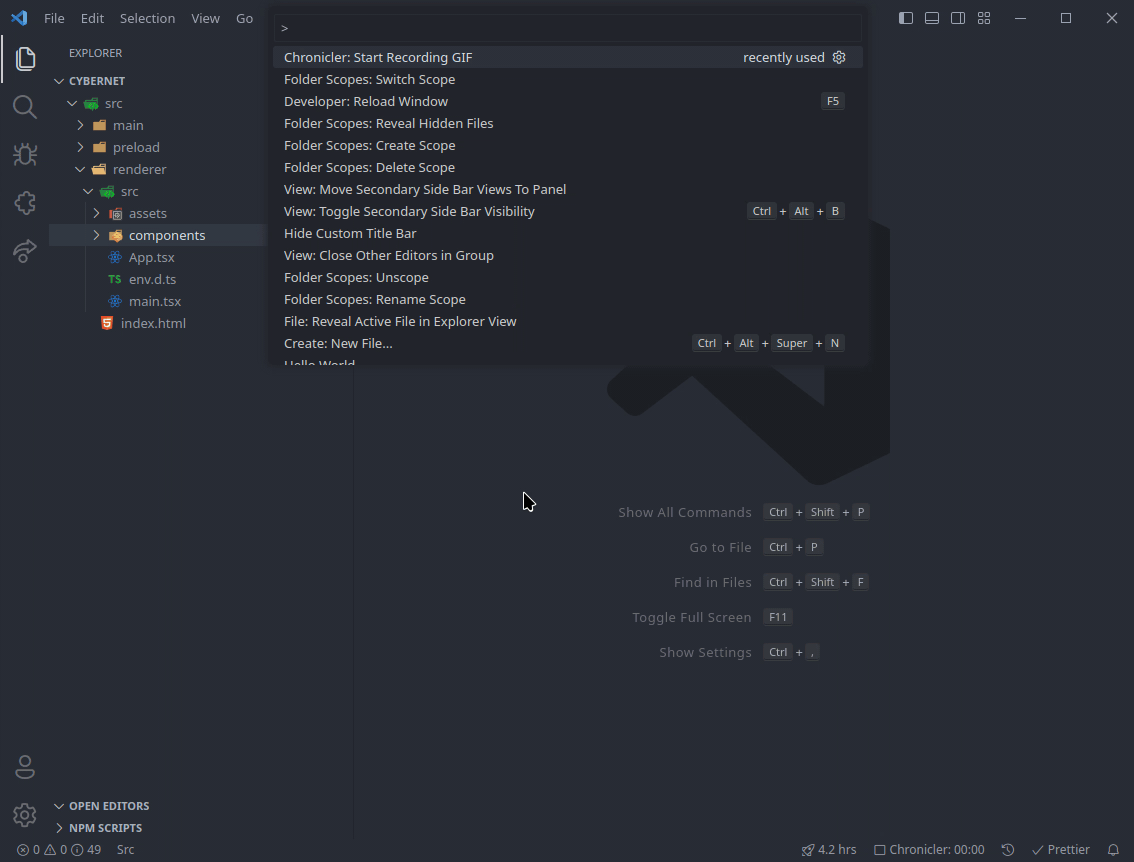 File Edit Selection View Go
>
EXPLORER
CYBERNET
src
main
preload
renderer
src
assets
components
App.tsx
TS env.d.ts
main.tsx
index.html
Chronicler: Start Recording GIF recently used
Folder Scopes: Switch Scope
Developer: Reload Window F5
Folder Scopes: Reveal Hidden Files
Folder Scopes: Create Scope
Folder Scopes: Delete Scope
View: Move Secondary Side Bar Views To Panel
View: Toggle Secondary Side Bar Visibility Ctrl + Alt + B
Hide Custom Title Bar
View: Close Other Editors in Group
Folder Scopes: Unscope
Folder Scopes: Rename Scope
File: Reveal Active File in Explorer View
Create: New File... Ctrl + Alt + Super + N
Hello World
Show All Commands Ctrl + Shift + P
Go to File Ctrl + P
Find in Files Ctrl + Shift + F
Toggle Full Screen F11
Show Settings Ctrl + ,
OPEN EDITORS
NPM SCRIPTS
0 0 49 Src 4.2 hrs Chronicler: 00:00 Prettier